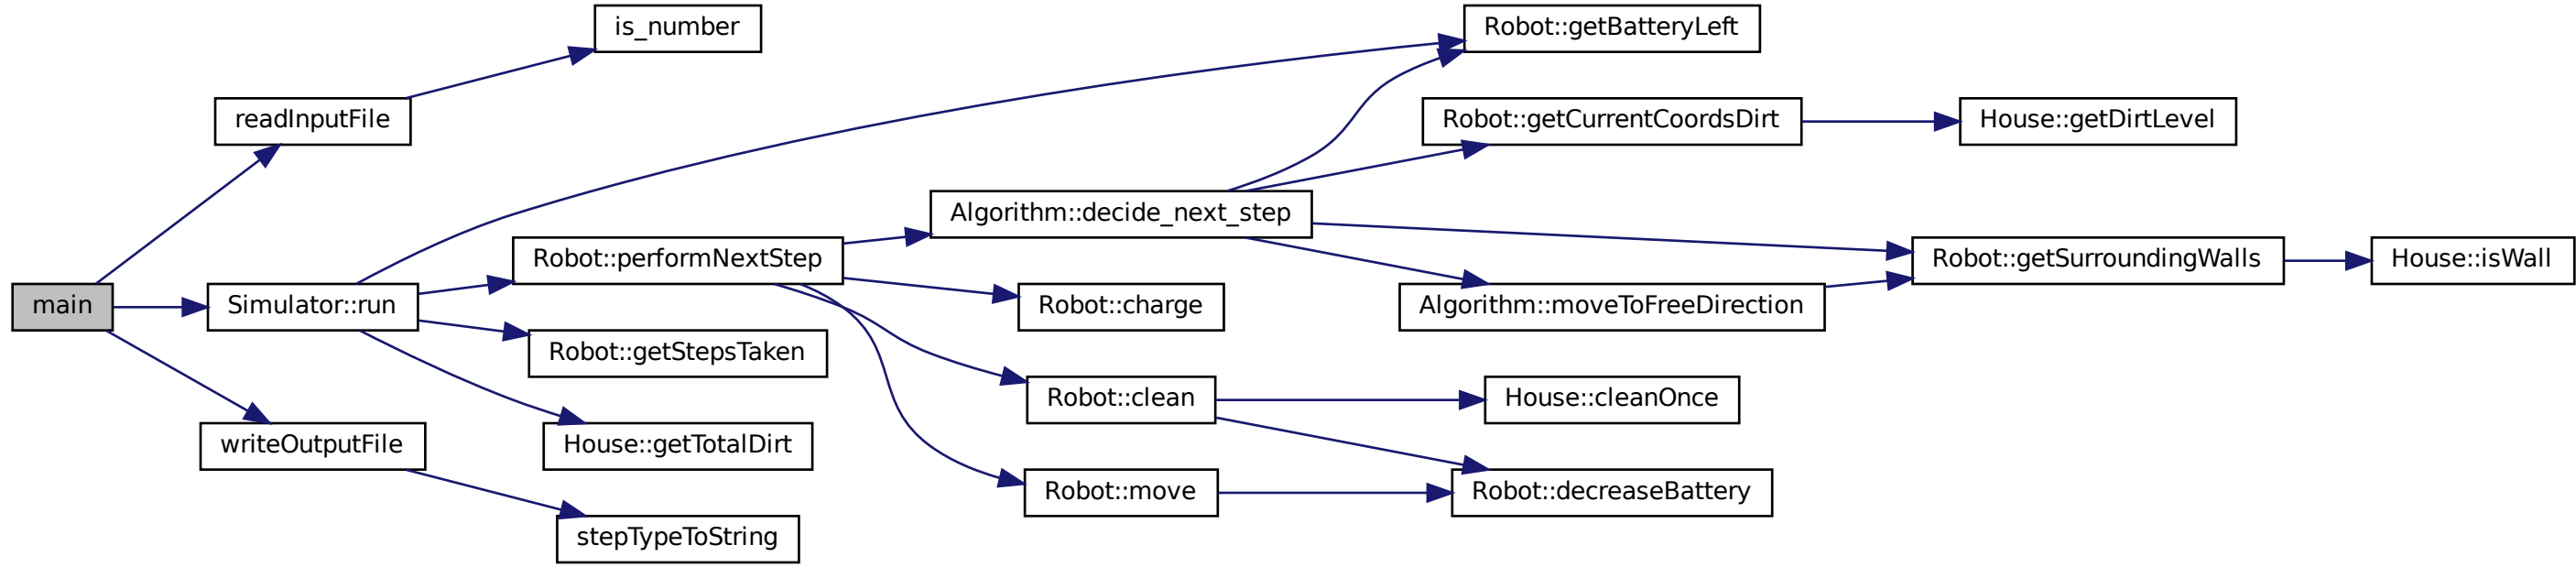 is_number
Robot::getBatteryLeft
readInputFile
Robot::getCurrentCoordsDirt
House::getDirtLevel
Algorithm::decide_next_step
Robot::performNextStep
Robot::getSurroundingWalls
House::isWall
main
Simulator::run
Robot::charge
Algorithm::moveToFreeDirection
Robot::getStepsTaken
Robot::clean
House::cleanOnce
writeOutputFile
House::getTotalDirt
Robot::move
Robot::decreaseBattery
stepTypeToString